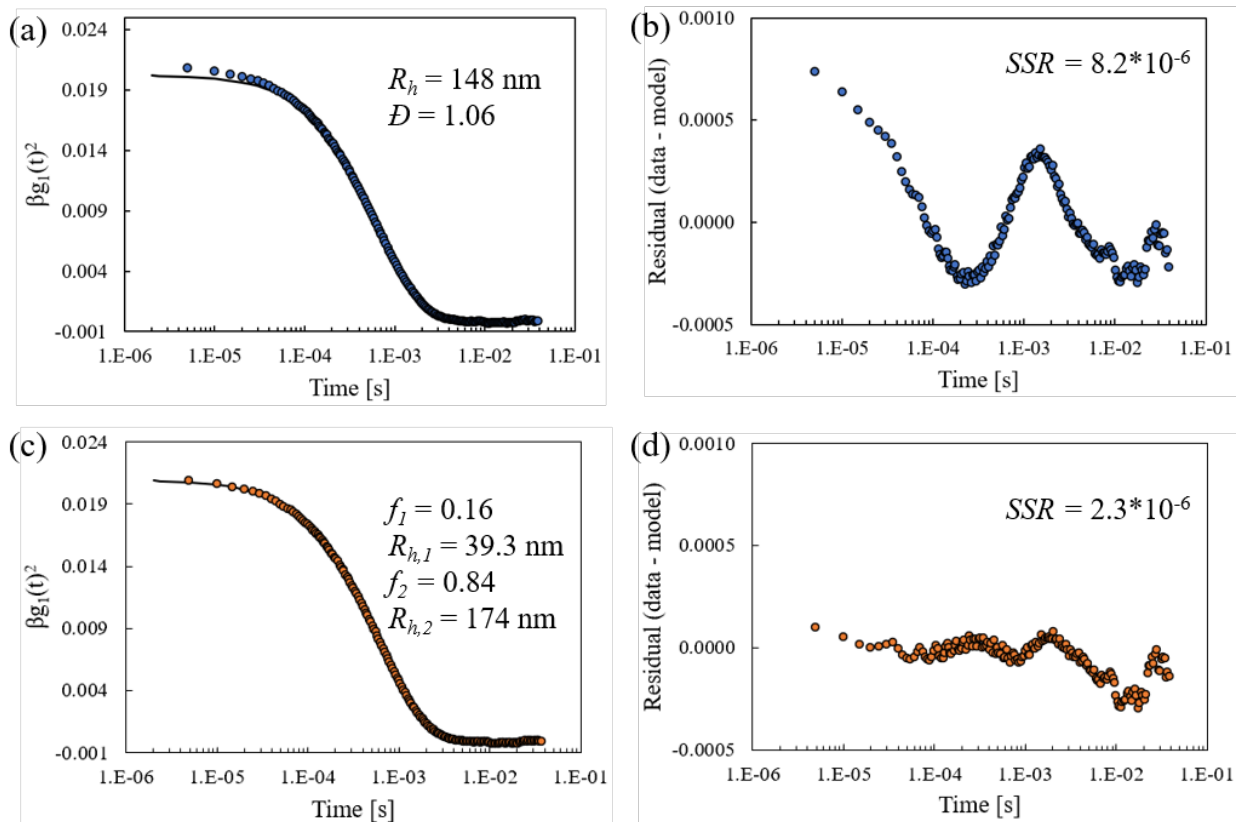 (a)
0.024
0.019
0.014
0.009
0.004
-0.001
βg₁(t)²
R_h = 148 nm
Đ = 1.06
1.E-06 1.E-05 1.E-04 1.E-03 1.E-02 1.E-01
Time [s]
(b)
0.0010
0.0005
0.0000
-0.0005
Residual (data - model)
SSR = 8.2*10⁻⁶
1.E-06 1.E-05 1.E-04 1.E-03 1.E-02 1.E-01
Time [s]
(c)
0.024
0.019
0.014
0.009
0.004
-0.001
βg₁(t)²
f₁ = 0.16
R_h,1 = 39.3 nm
f₂ = 0.84
R_h,2 = 174 nm
1.E-06 1.E-05 1.E-04 1.E-03 1.E-02 1.E-01
Time [s]
(d)
0.0010
0.0005
0.0000
-0.0005
Residual (data - model)
SSR = 2.3*10⁻⁶
1.E-06 1.E-05 1.E-04 1.E-03 1.E-02 1.E-01
Time [s]